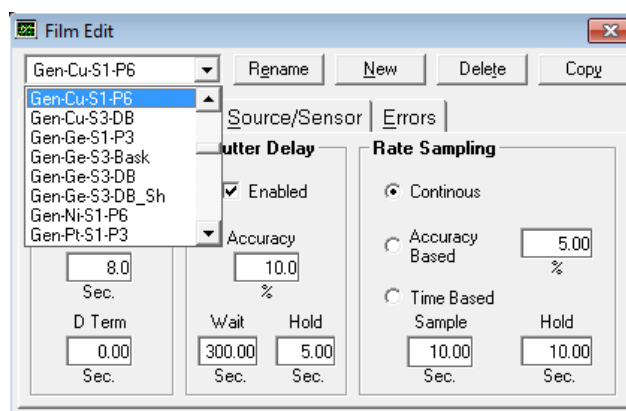 Film Edit
Gen-Cu-S1-P6 Rename New Delete Copy
Gen-Cu-S1-P6
Gen-Cu-S3-DB
Gen-Ge-S1-P3
Gen-Ge-S3-Bask
Gen-Ge-S3-DB
Gen-Ge-S3-DB_Sh
Gen-Ni-S1-P6
Gen-Pt-S1-P3
Source/Sensor Errors
utter Delay Rate Sampling
Enabled Continous
Accuracy Accuracy Based 5.00
8.0 10.0 %
Sec. % Time Based
D Term Wait Hold Sample Hold
0.00 300.00 5.00 10.00 10.00
Sec. Sec. Sec. Sec. Sec.